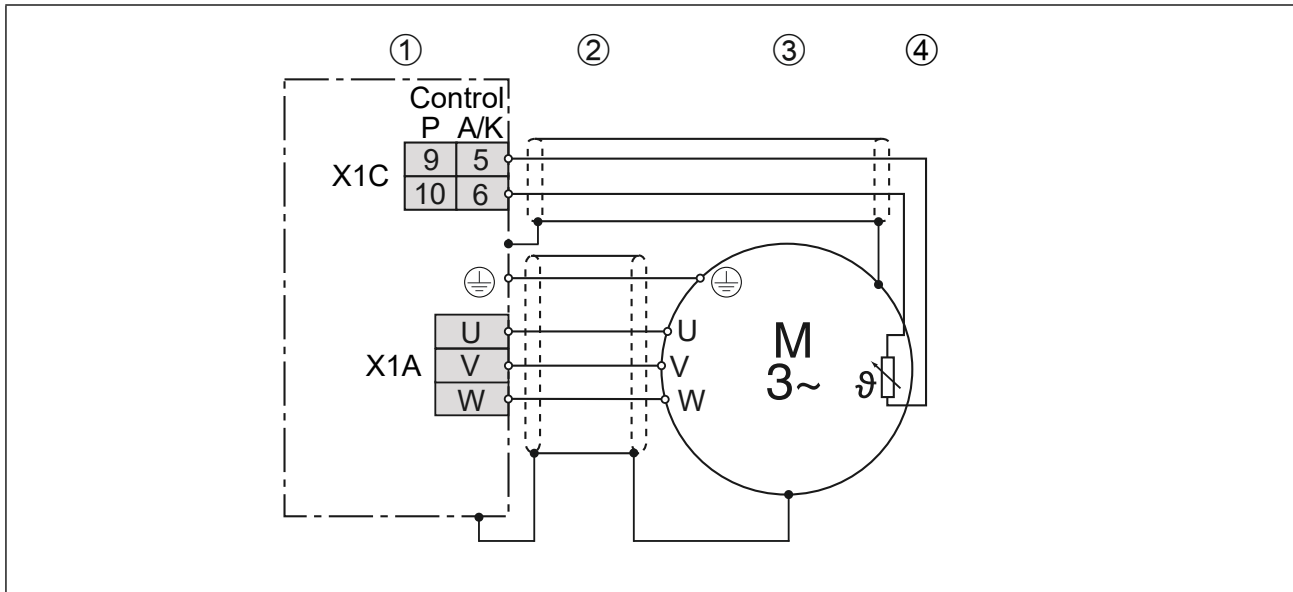 ① ② ③ ④
Control
P A/K
X1C
9 5
10 6
U
X1A V
W
U
V
W
M
3~
ϑ